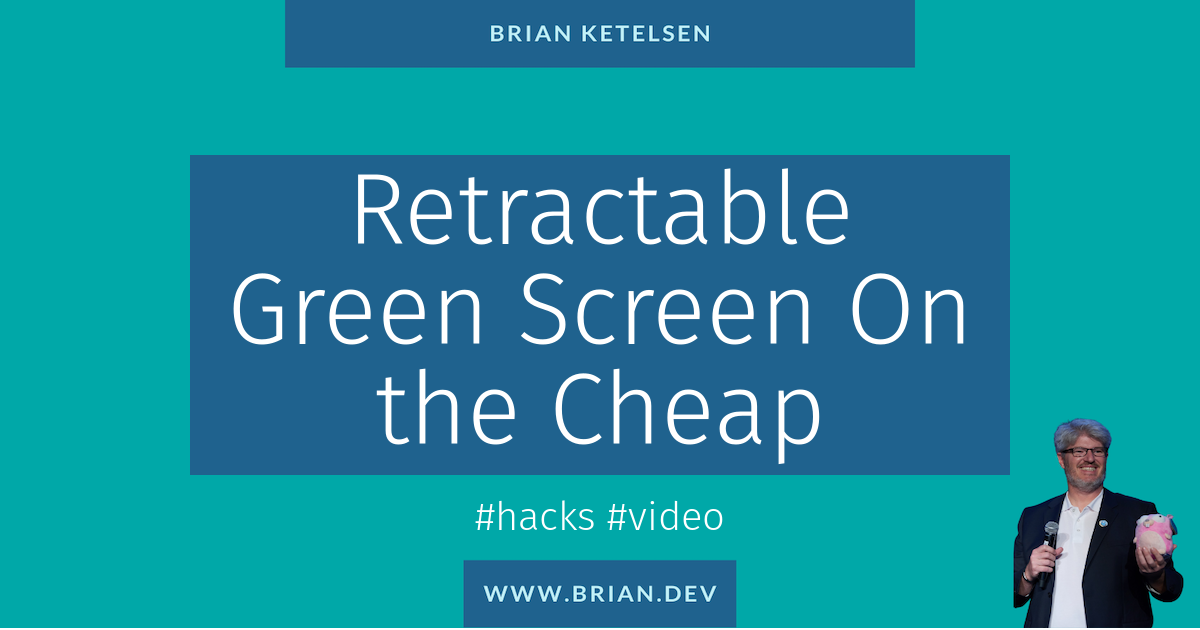 BRIAN KETELSEN
Retractable
Green Screen On
the Cheap
#hacks #video
WWW.BRIAN.DEV